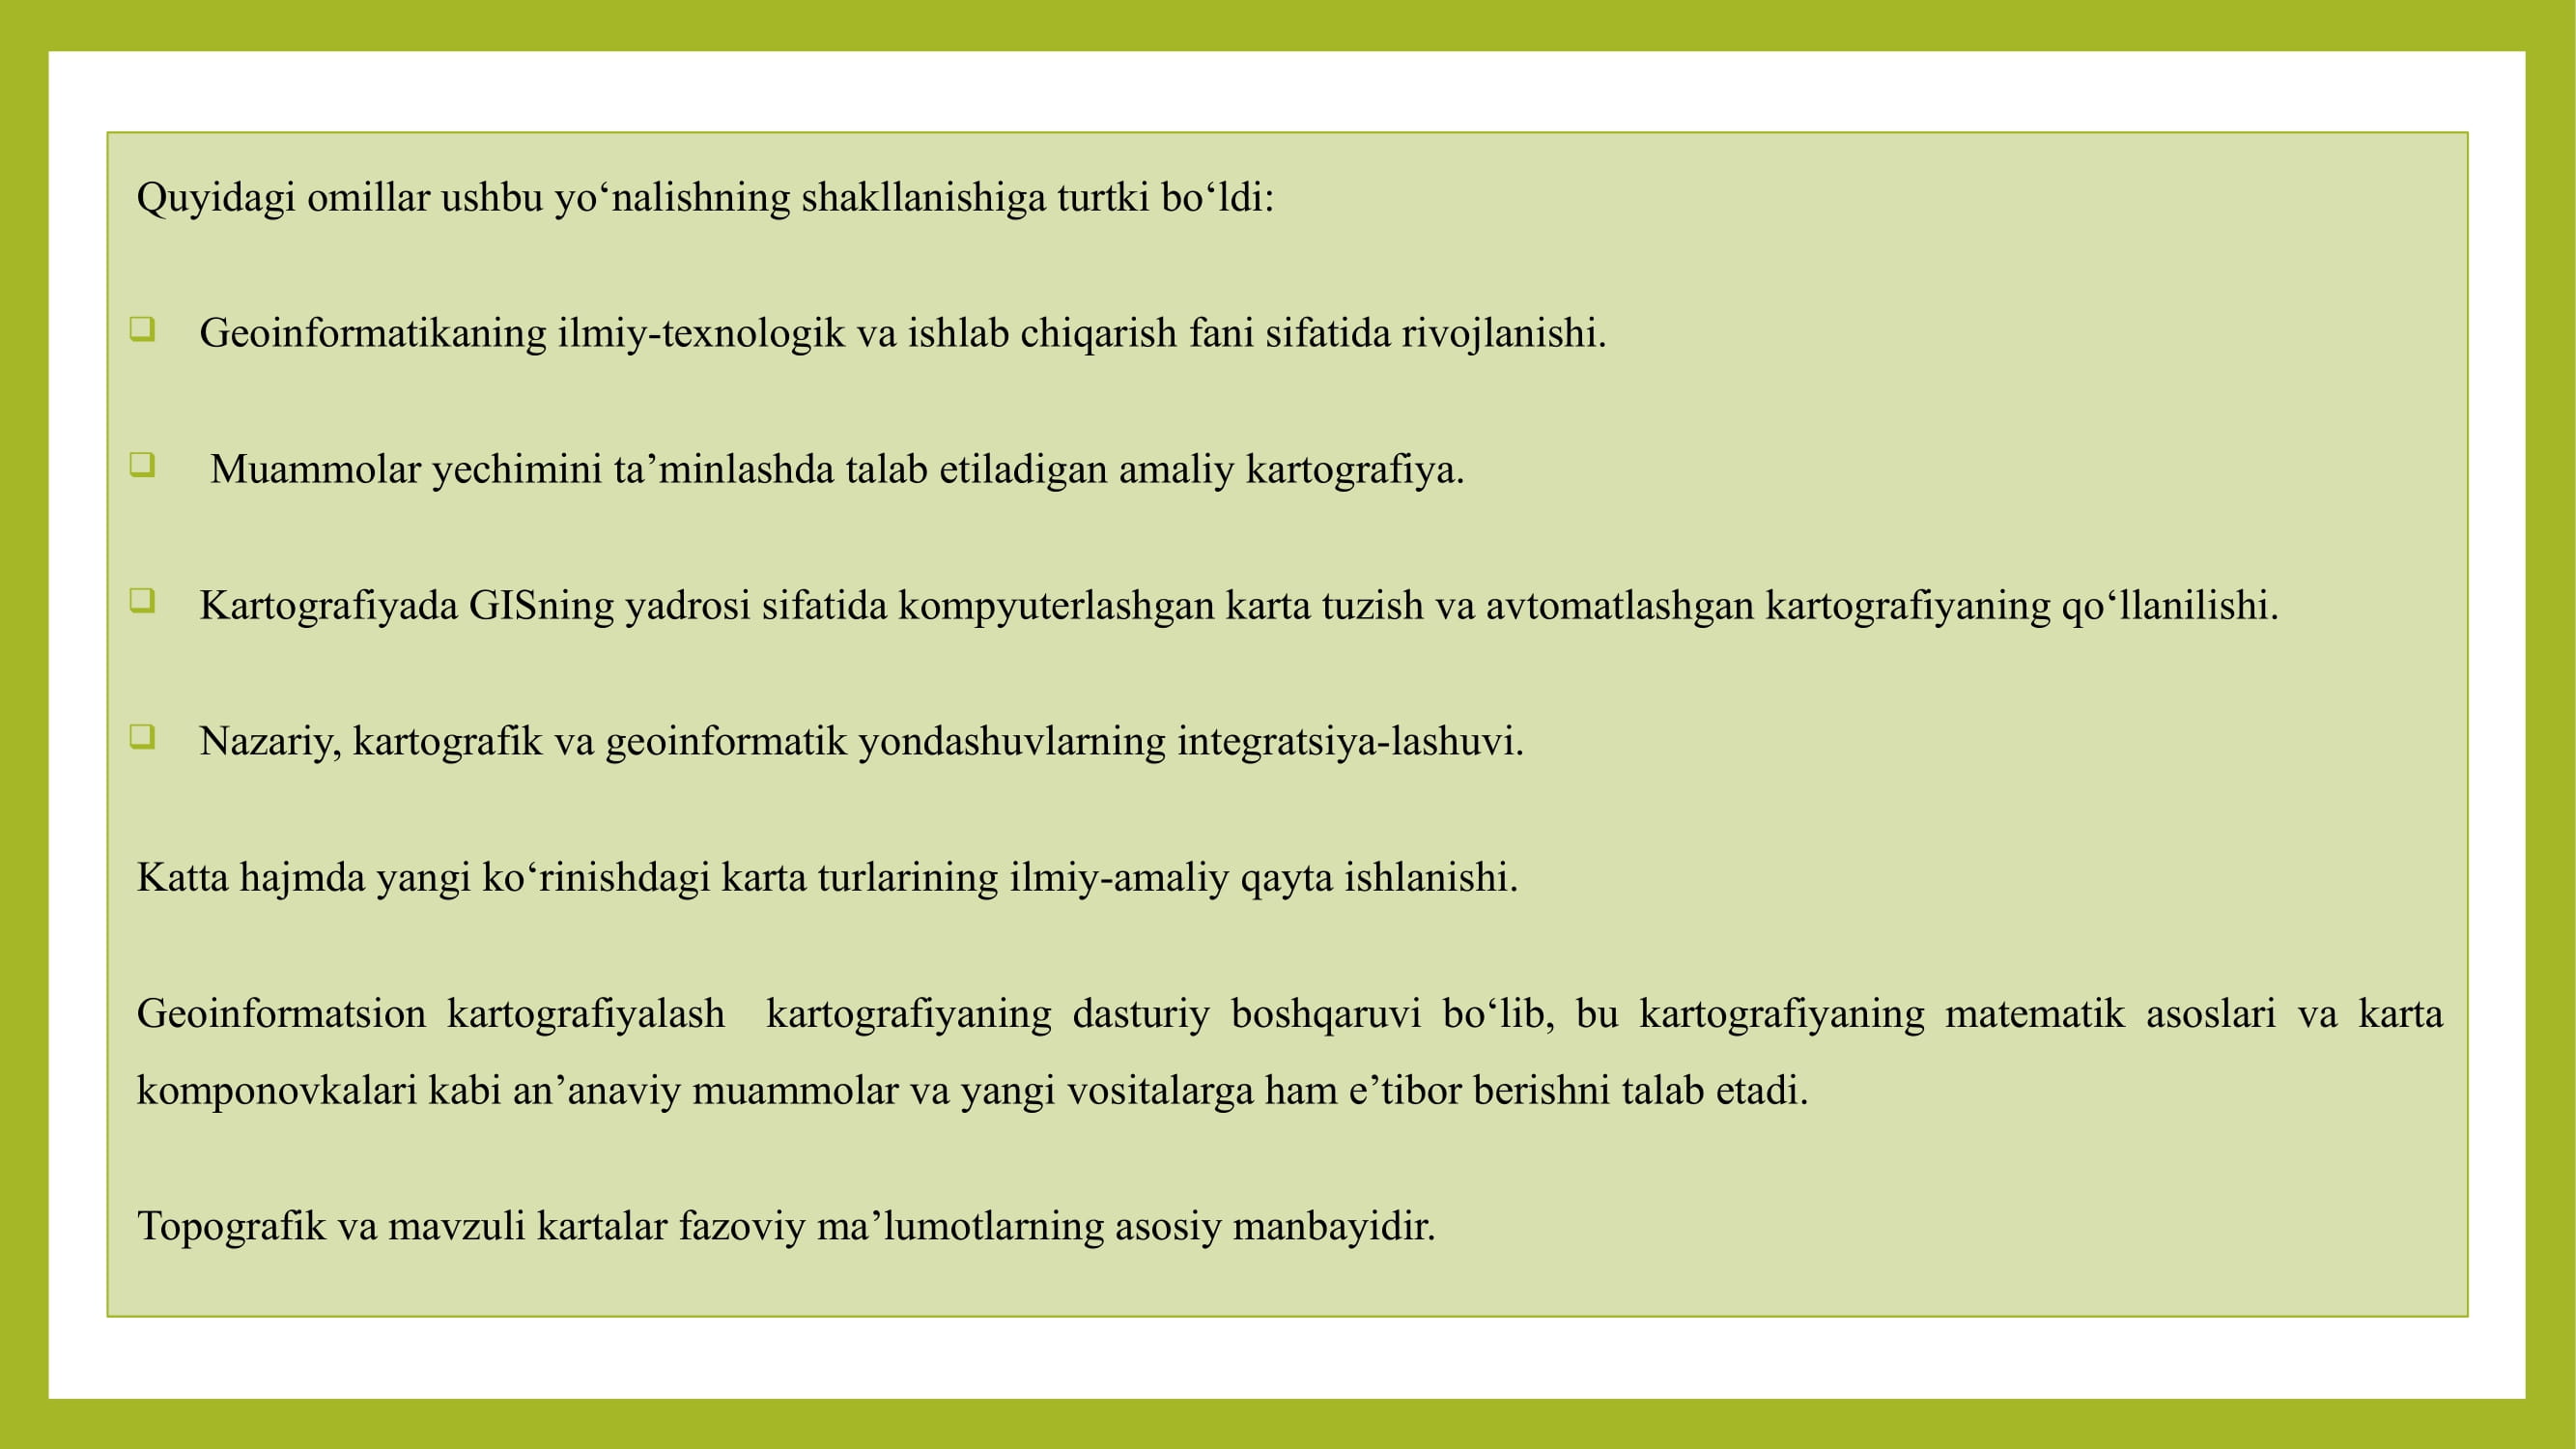 Quyidagi omillar ushbu yo‘nalishning shakllanishiga turtki bo‘ldi:
❑ Geoinformatikaning ilmiy-texnologik va ishlab chiqarish fani sifatida rivojlanishi.
❑ Muammolar yechimini ta’minlashda talab etiladigan amaliy kartografiya.
❑ Kartografiyada GISning yadrosi sifatida kompyuterlashgan karta tuzish va avtomatlashgan kartografiyaning qo‘llanilishi.
❑ Nazariy, kartografik va geoinformatik yondashuvlarning integratsiya-lashuvi.
Katta hajmda yangi ko‘rinishdagi karta turlarining ilmiy-amaliy qayta ishlanishi.
Geoinformatsion kartografiyalash kartografiyaning dasturiy boshqaruvi bo‘lib, bu kartografiyaning matematik asoslari va karta
komponovkalari kabi an’anaviy muammolar va yangi vositalarga ham e’tibor berishni talab etadi.
Topografik va mavzuli kartalar fazoviy ma’lumotlarning asosiy manbayidir.